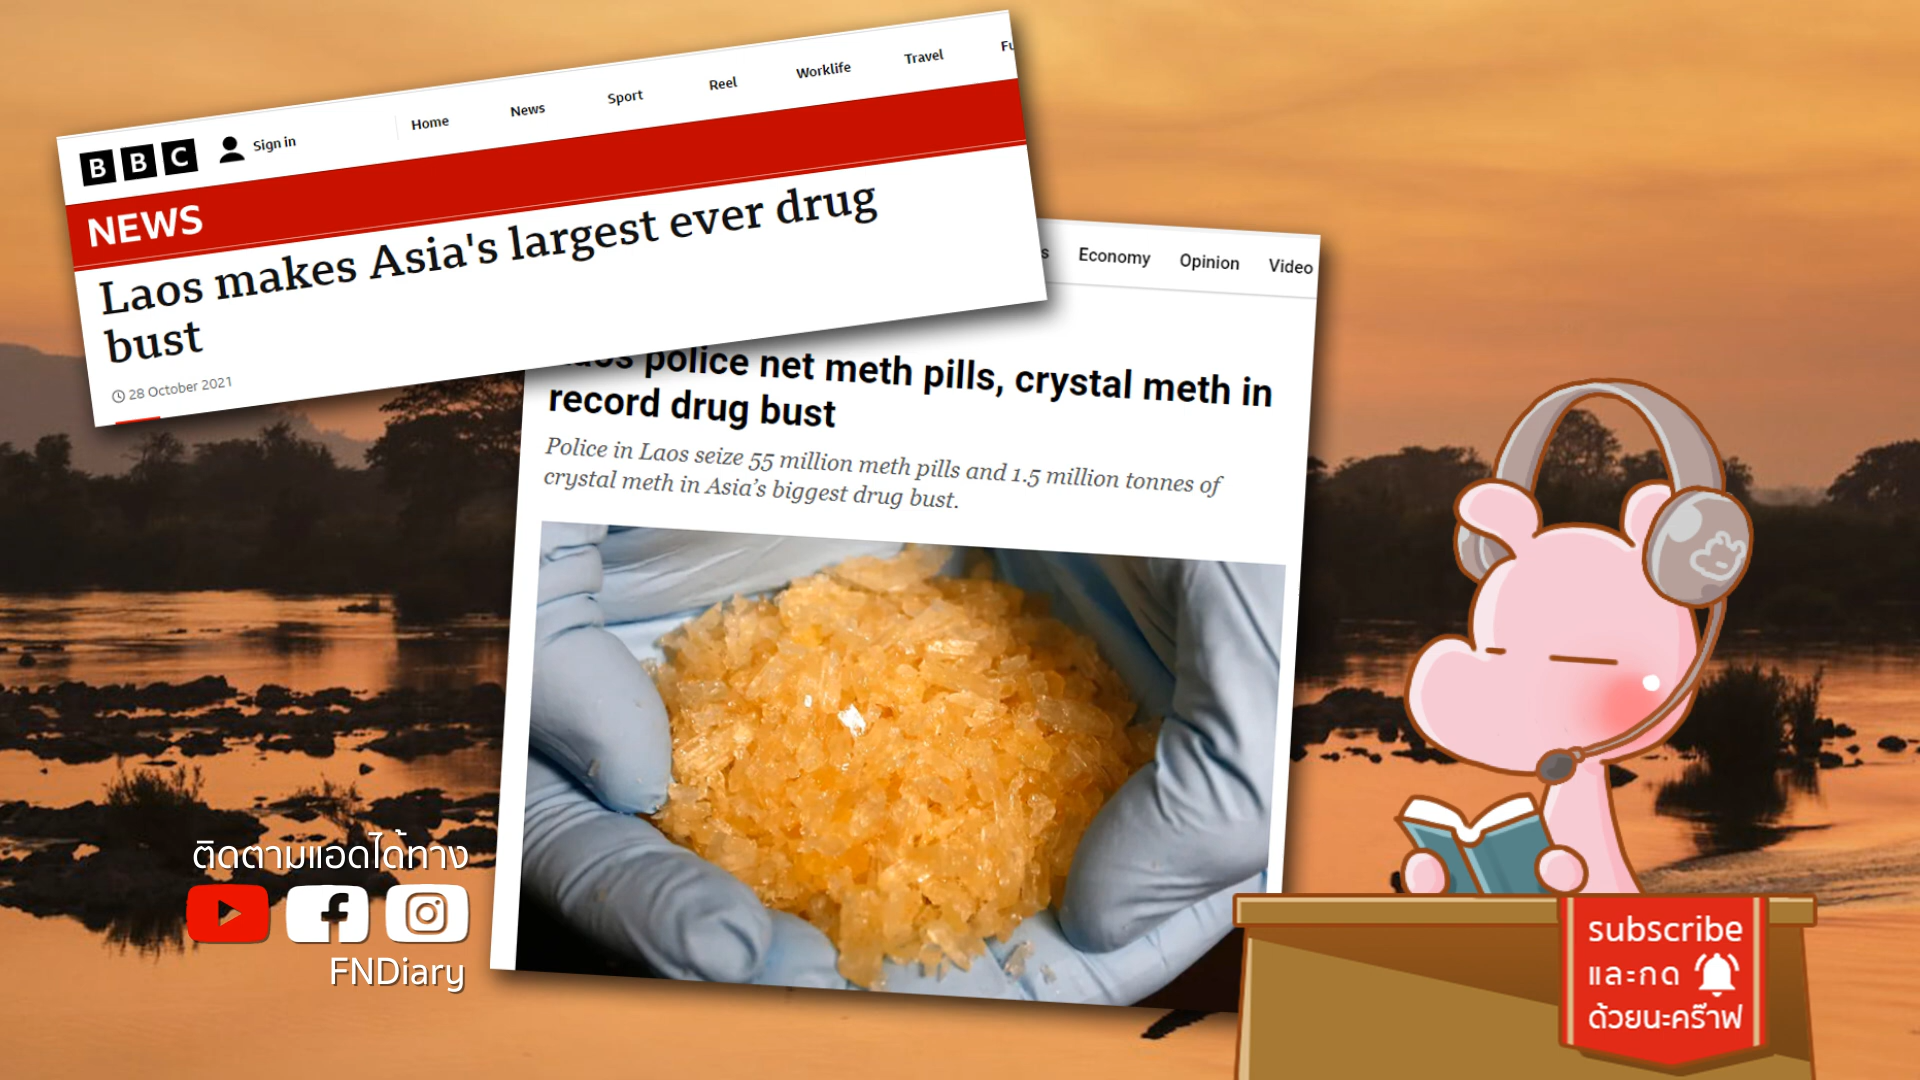 BBC Sign in Home News Sport Reel Worklife Travel
NEWS
Laos makes Asia's largest ever drug
bust
28 October 2021
Economy Opinion Video
police net meth pills, crystal meth in
record drug bust
Police in Laos seize 55 million meth pills and 1.5 million tonnes of
crystal meth in Asia's biggest drug bust.
ติดตามแอดได้ทาง
FNDiary
subscribe
และกด
ด้วยนะคร๊าฟ